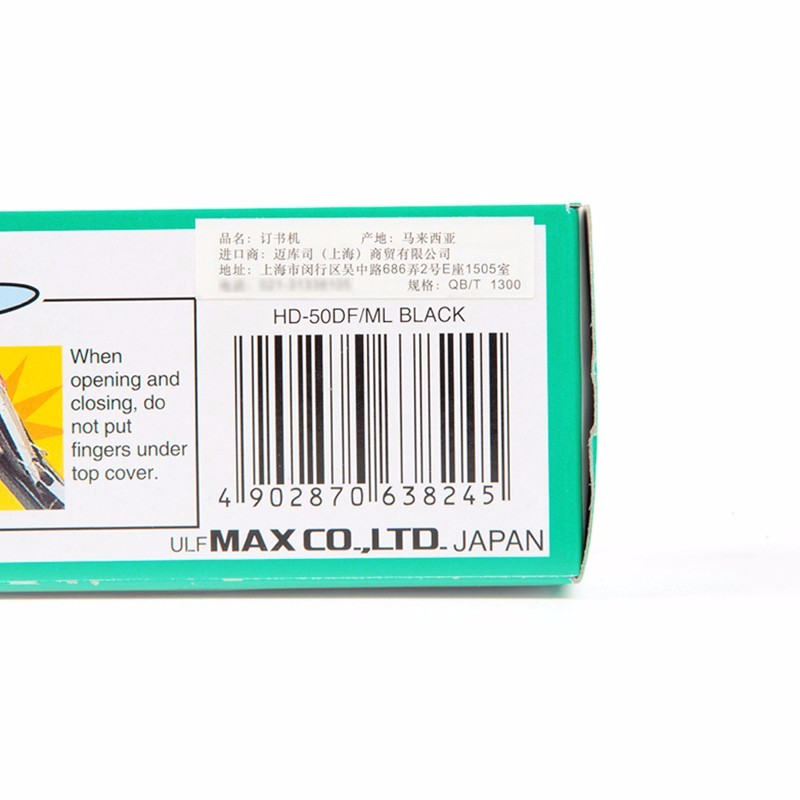 品名：订书机 产地：马来西亚
进口商：迈库司（上海）商贸有限公司
地址：上海市闵行区吴中路686弄2号E座1505室
规格：QB/T 1300
HD-50DF/ML BLACK
When
opening and
closing, do
not put
fingers under
top cover.
4 902870 638245
ULF MAX CO.,LTD. JAPAN